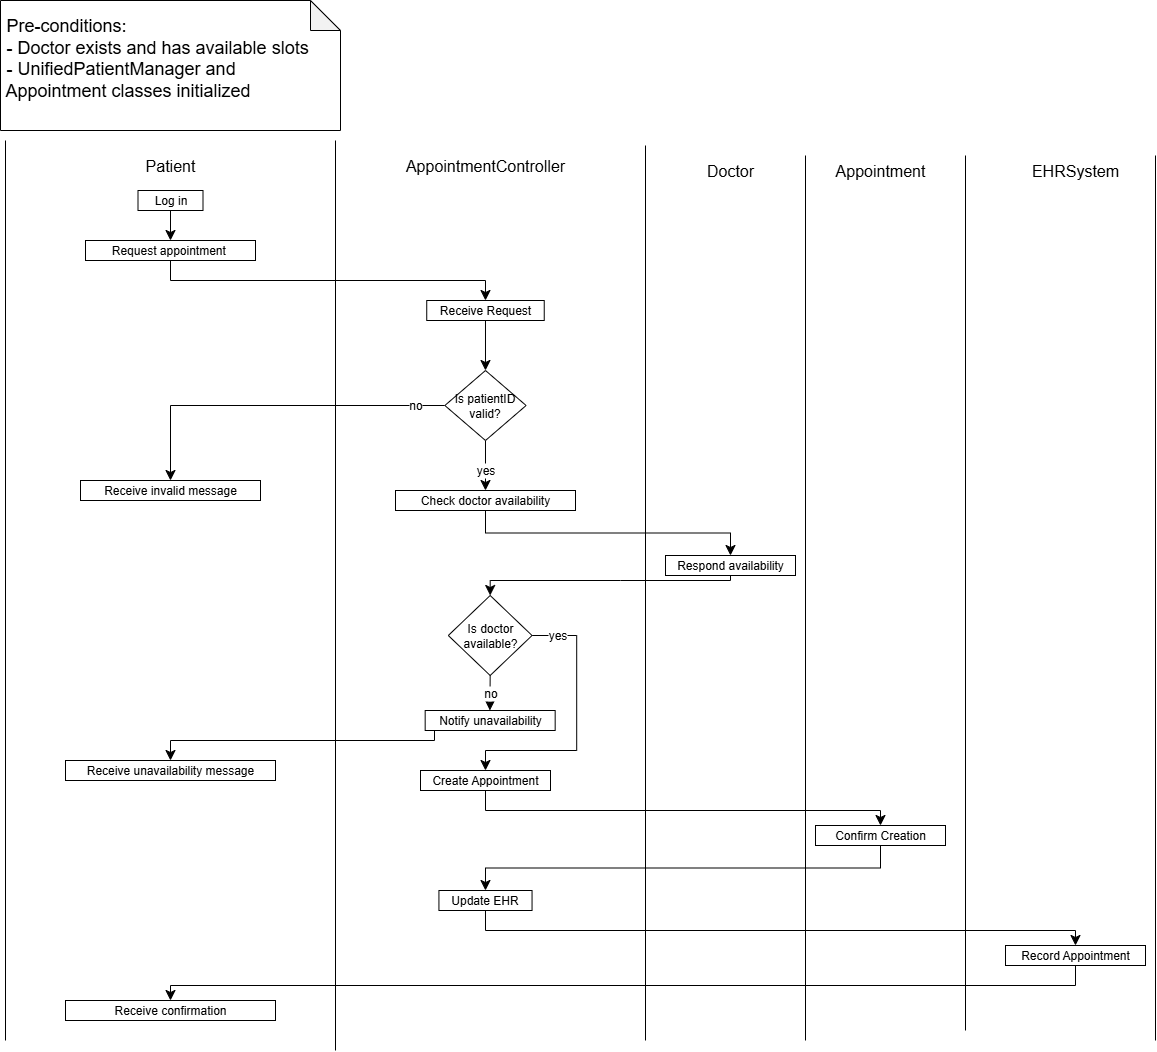 Pre-conditions:
- Doctor exists and has available slots
- UnifiedPatientManager and
Appointment classes initialized
Patient
AppointmentController
Doctor
Appointment
EHRSystem
Log in
Request appointment
Receive Request
Is patientID
valid?
no
yes
Receive invalid message
Check doctor availability
Respond availability
Is doctor
available?
yes
no
Notify unavailability
Receive unavailability message
Create Appointment
Confirm Creation
Update EHR
Record Appointment
Receive confirmation